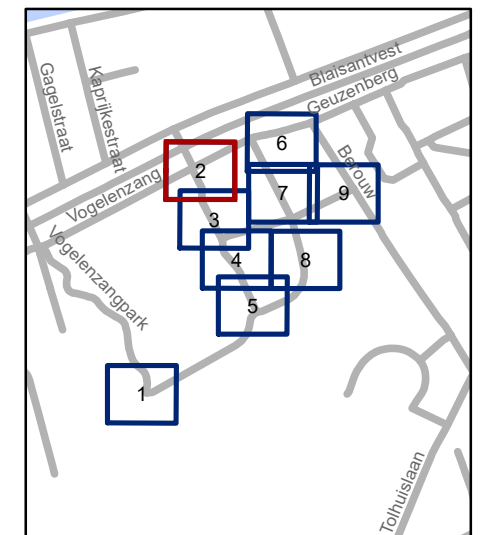 Blaisantvest
Geuzenberg
Gagelstraat
Kaprijkestraat
6
Berouw
2
Vogelenzang
7
9
3
Vogelenzangpark
4
8
5
1
Tolhuislaan